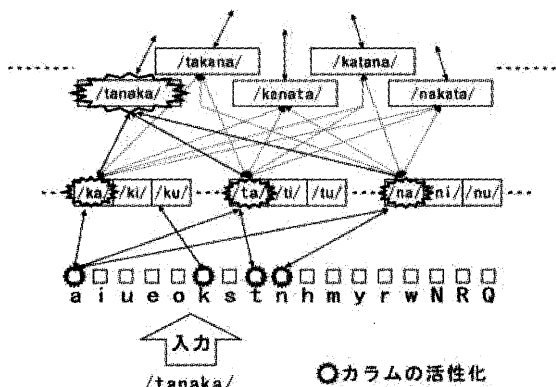 /takana/ /katana/
/tanaka/ /kanata/ /nakata/
/ka/ /ki/ /ku/ /ta/ /ti/ /tu/ /na/ /ni/ /nu/
a i u e o k s t n h m y r w N R Q
入力
/tanaka/
カラムの活性化